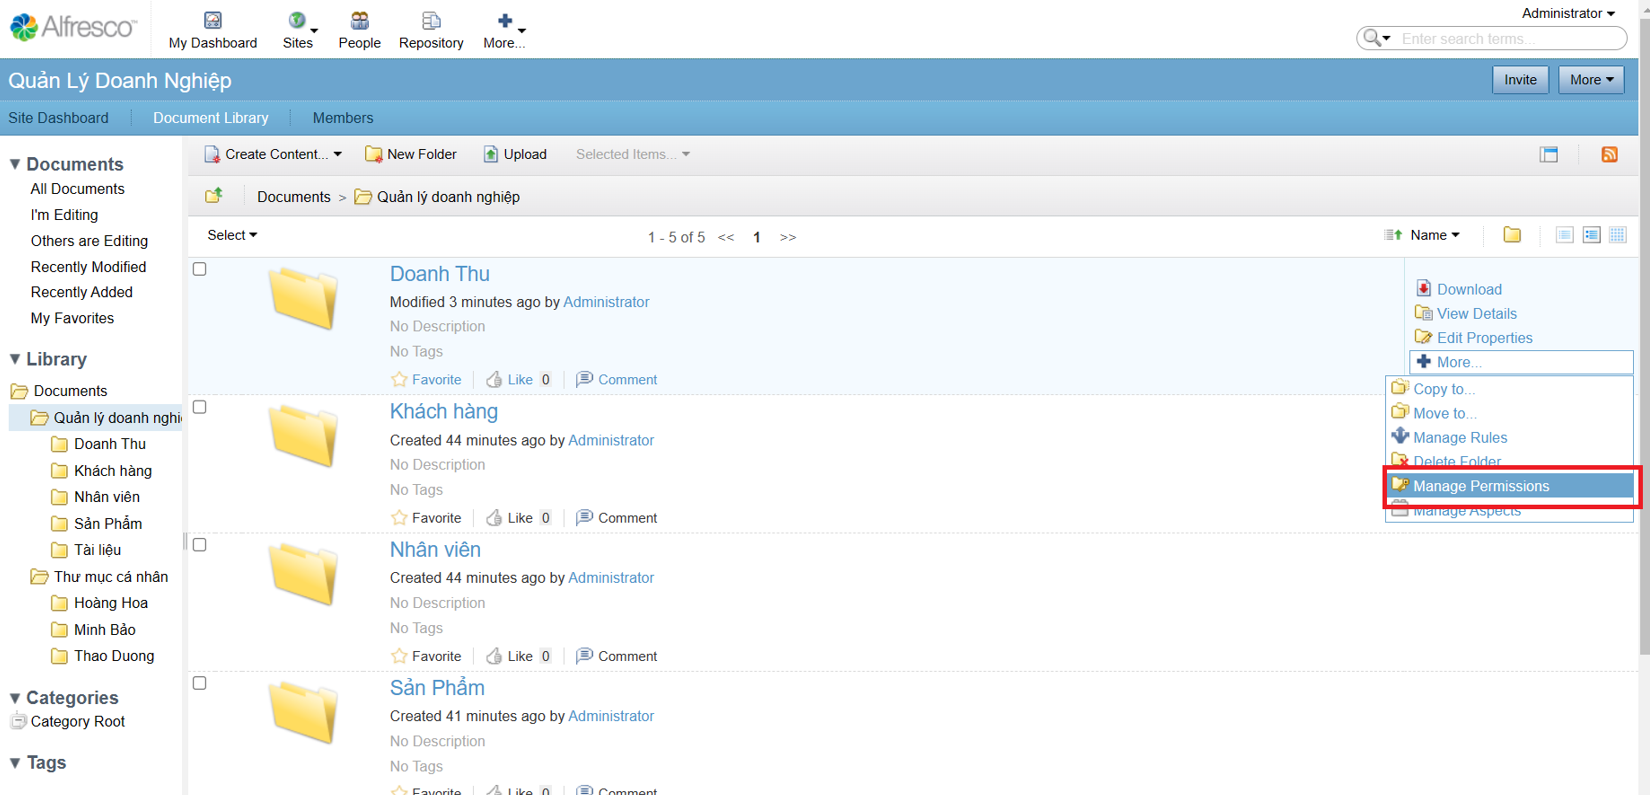 Alfresco™
My Dashboard
Sites
People
Repository
More...
Administrator
Enter search terms...
Quản Lý Doanh Nghiệp
Invite
More
Site Dashboard
Document Library
Members
Documents
All Documents
I'm Editing
Others are Editing
Recently Modified
Recently Added
My Favorites
Library
Documents
Quản lý doanh nghi
Doanh Thu
Khách hàng
Nhân viên
Sản Phẩm
Tài liệu
Thư mục cá nhân
Hoàng Hoa
Minh Bảo
Thao Duong
Categories
Category Root
Tags
Create Content...
New Folder
Upload
Selected Items...
Documents > Quản lý doanh nghiệp
Select
1 - 5 of 5 << 1 >>
Name
Doanh Thu
Modified 3 minutes ago by Administrator
No Description
No Tags
Favorite Like 0 Comment
Download
View Details
Edit Properties
More...
Copy to...
Move to...
Manage Rules
Delete Folder
Manage Permissions
Manage Aspects
Khách hàng
Created 44 minutes ago by Administrator
No Description
No Tags
Favorite Like 0 Comment
Nhân viên
Created 44 minutes ago by Administrator
No Description
No Tags
Favorite Like 0 Comment
Sản Phẩm
Created 41 minutes ago by Administrator
No Description
No Tags
Favorite Like 0 Comment